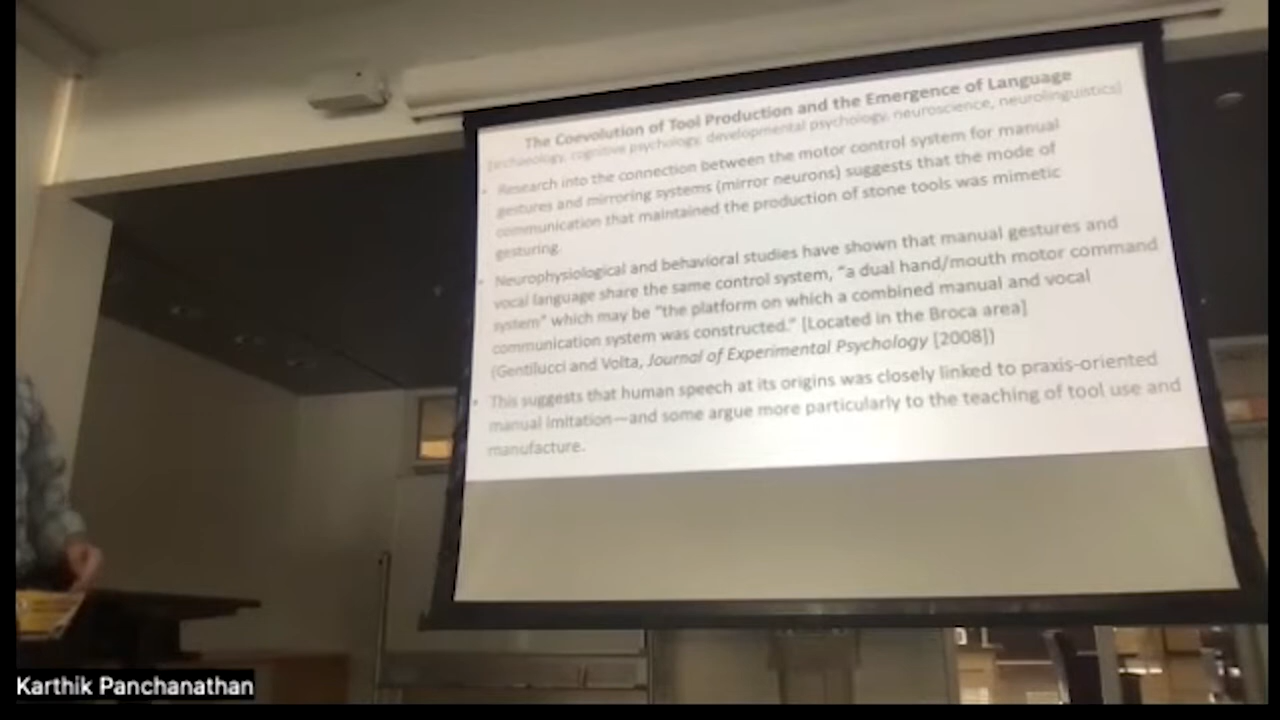 The Coevolution of Tool Production and the Emergence of Language
(archaeology, cognitive psychology, developmental psychology, neuroscience, neurolinguistics)
• Research into the connection between the motor control system for manual
gestures and mirroring systems (mirror neurons) suggests that the mode of
communication that maintained the production of stone tools was mimetic
gesturing.
• Neurophysiological and behavioral studies have shown that manual gestures and
vocal language share the same control system, "a dual hand/mouth motor command
system" which may be "the platform on which a combined manual and vocal
communication system was constructed." [Located in the Broca area]
(Gentilucci and Volta, Journal of Experimental Psychology [2008])
• This suggests that human speech at its origins was closely linked to praxis-oriented
manual imitation—and some argue more particularly to the teaching of tool use and
manufacture.
Karthik Panchanathan